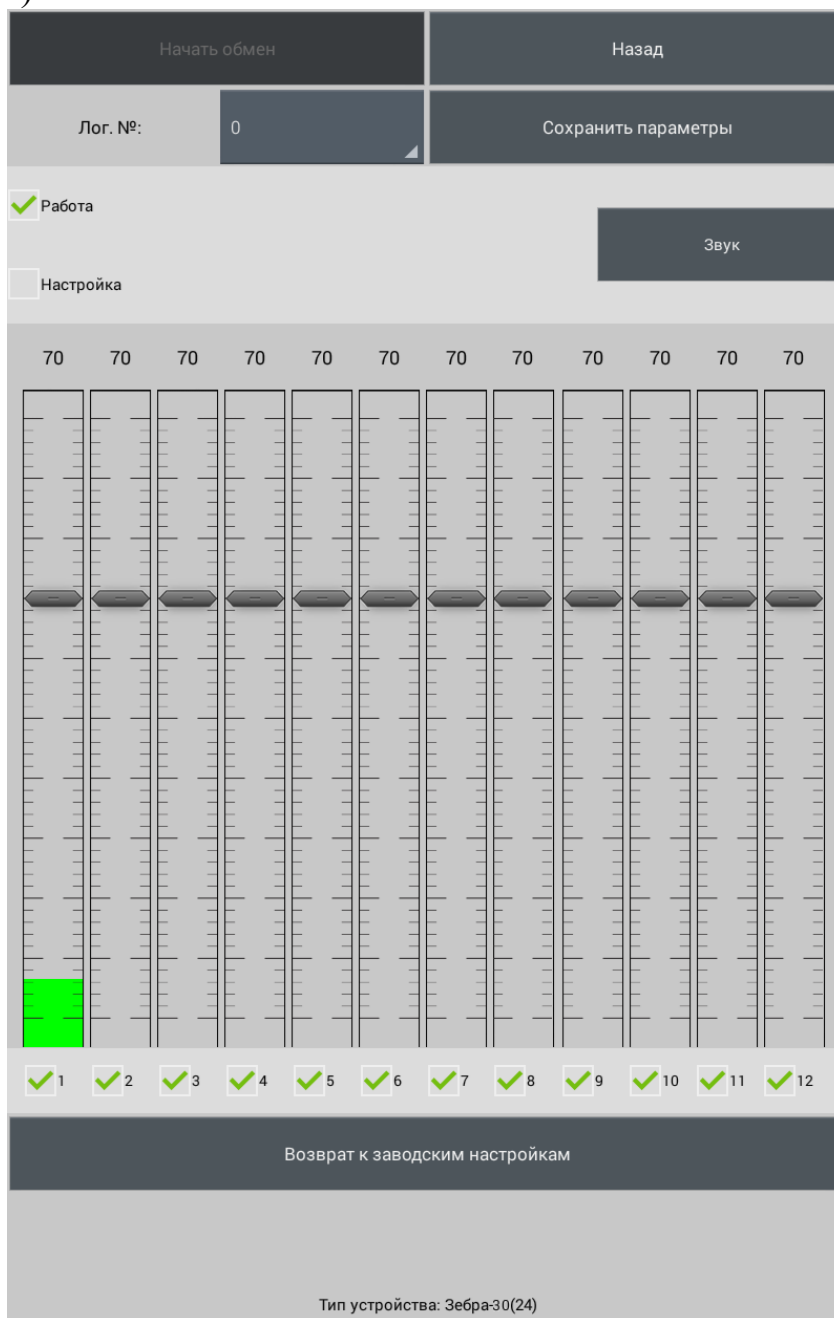 )
Начать обмен Назад
Лог. №: 0 Сохранить параметры
Работа
Звук
Настройка
70 70 70 70 70 70 70 70 70 70 70 70
1 2 3 4 5 6 7 8 9 10 11 12
Возврат к заводским настройкам
Тип устройства: Зебра-30(24)